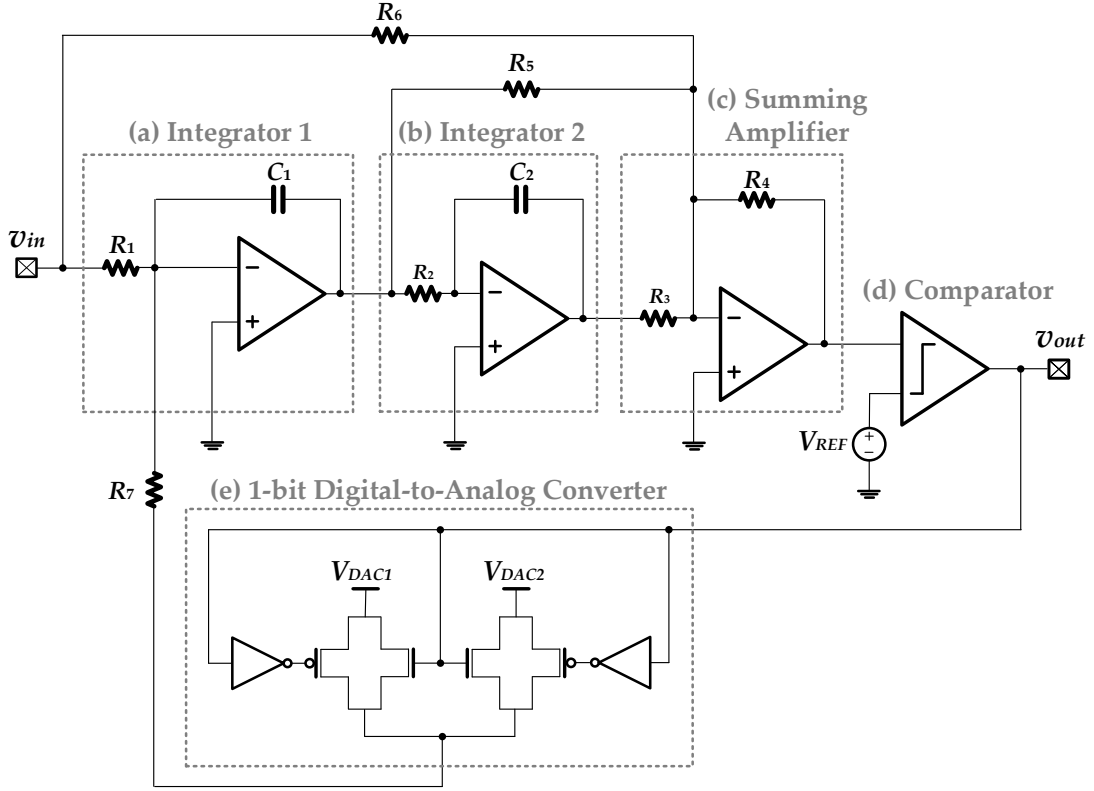 R6
R5
(c) Summing
Amplifier
(a) Integrator 1
(b) Integrator 2
C1
C2
R4
vin
R1
R2
R3
(d) Comparator
vout
−
+
−
+
−
+
VREF
+
−
R7
(e) 1-bit Digital-to-Analog Converter
VDAC1
VDAC2